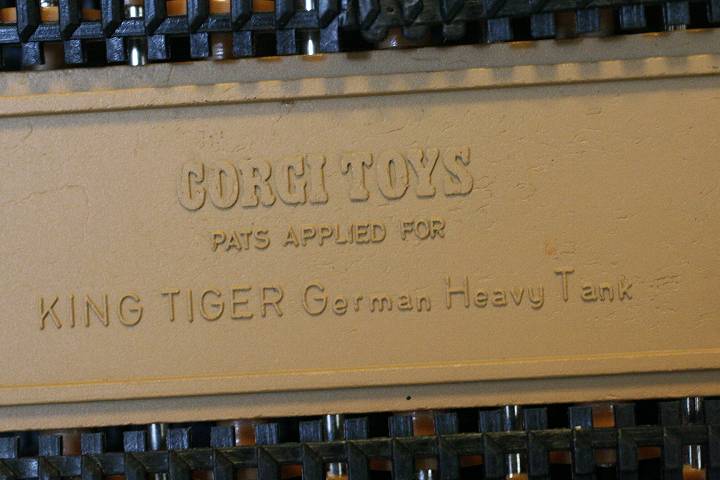 CORGI TOYS
PATS APPLIED FOR
KING TIGER German Heavy Tank